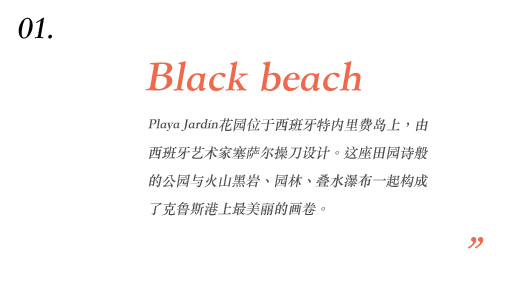 01.
Black beach
Playa Jardín花园位于西班牙特内里费岛上，由
西班牙艺术家塞萨尔操刀设计。这座田园诗般
的公园与火山黑岩、园林、叠水瀑布一起构成
了克鲁斯港上最美丽的画卷。
”